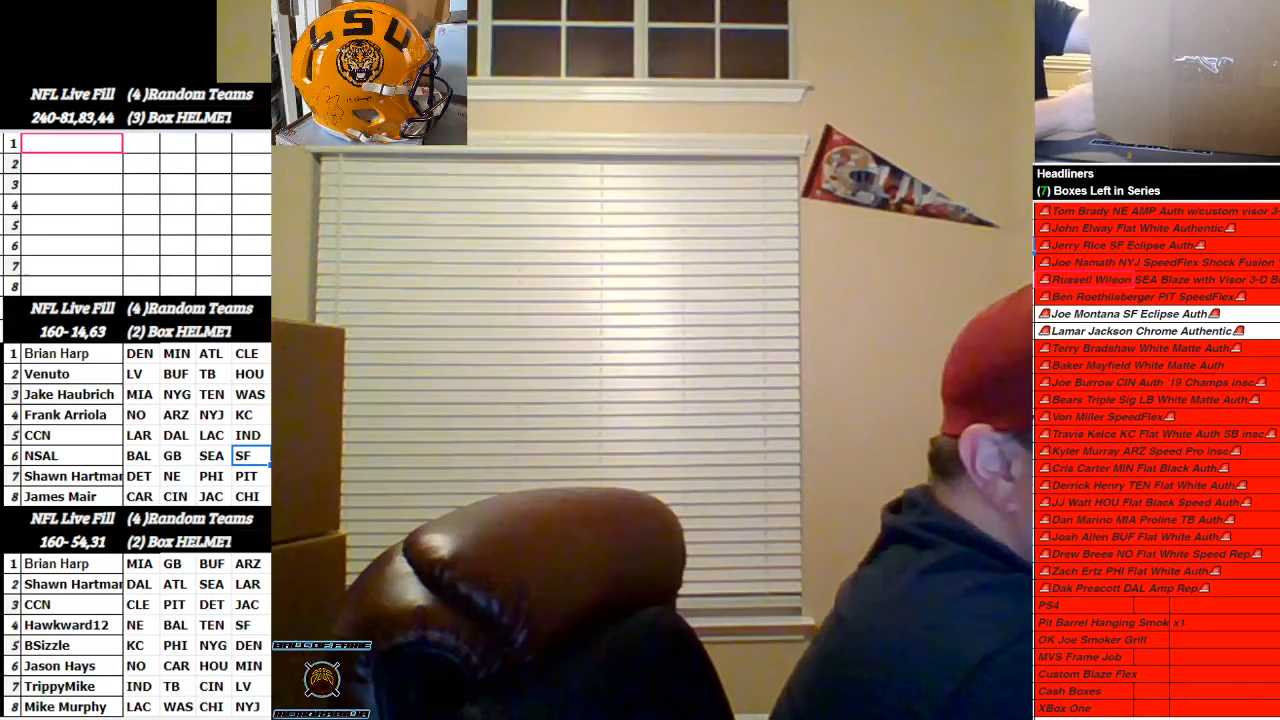 NFL Live Fill (4 )Random Teams
240-81,83,44 (3) Box HELMET
1
2
3
4
5
6
7
8
NFL Live Fill (4 )Random Teams
160- 14,63 (2) Box HELMET
1 Brian Harp DEN MIN ATL CLE
2 Venuto LV BUF TB HOU
3 Jake Haubrich MIA NYG TEN WAS
4 Frank Arriola NO ARZ NYJ KC
5 CCN LAR DAL LAC IND
6 NSAL BAL GB SEA SF
7 Shawn Hartmar DET NE PHI PIT
8 James Mair CAR CIN JAC CHI
NFL Live Fill (4 )Random Teams
160- 54,31 (2) Box HELMET
1 Brian Harp MIA GB BUF ARZ
2 Shawn Hartmar DAL ATL SEA LAR
3 CCN CLE PIT DET JAC
4 Hawkward12 NE BAL TEN SF
5 BSizzle KC PHI NYG DEN
6 Jason Hays NO CAR HOU MIN
7 TrippyMike IND TB CIN LV
8 Mike Murphy LAC WAS CHI NYJ
LSU
BALL OF FAME
MEMORABILIA
Headliners
(7) Boxes Left in Series
Tom Brady NE AMP Auth w/custom visor 3-
John Elway Flat White Authentic
Jerry Rice SF Eclipse Auth
Joe Namath NYJ SpeedFlex Shock Fusion
Russell Wilson SEA Blaze with Visor 3-D B
Ben Roethlisberger PIT SpeedFlex
Joe Montana SF Eclipse Auth
Lamar Jackson Chrome Authentic
Terry Bradshaw White Matte Auth
Baker Mayfield White Matte Auth
Joe Burrow CIN Auth '19 Champs insc
Bears Triple Sig LB White Matte Auth
Von Miller SpeedFlex
Travis Kelce KC Flat White Auth SB insc
Kyler Murray ARZ Speed Pro insc
Cris Carter MIN Flat Black Auth
Derrick Henry TEN Flat White Auth
JJ Watt HOU Flat Black Speed Auth
Dan Marino MIA Proline TB Auth
Josh Allen BUF Flat White Auth
Drew Brees NO Flat White Speed Rep
Zach Ertz PHI Flat White Auth
Dak Prescott DAL Amp Rep
PS4
Pit Barrel Hanging Smok x1
OK Joe Smoker Grill
MVS Frame Job
Custom Blaze Flex
Cash Boxes
XBox One